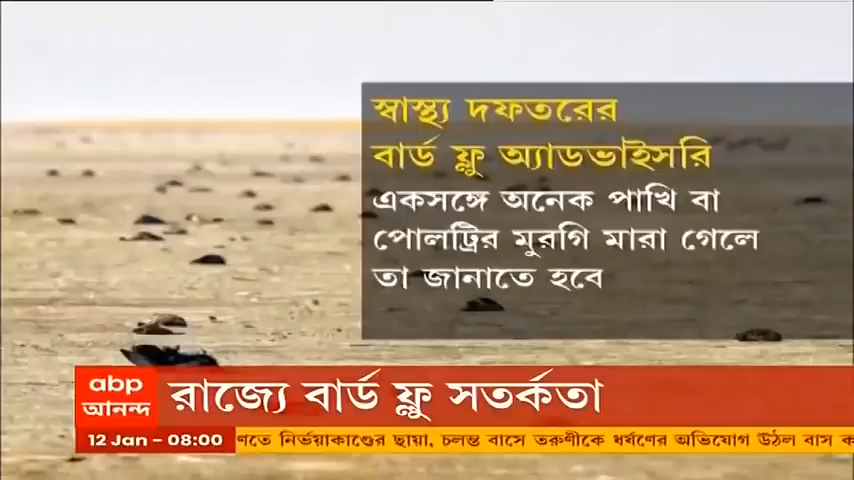 স্বাস্থ্য দফতরের
বার্ড ফ্লু অ্যাডভাইসরি
একসঙ্গে অনেক পাখি বা
পোলট্রির মুরগি মারা গেলে
তা জানাতে হবে
abp
আনন্দ
রাজ্যে বার্ড ফ্লু সতর্কতা
12 Jan - 08:00
ণতে নির্ভয়াকাণ্ডের ছায়া, চলন্ত বাসে তরুণীকে ধর্ষণের অভিযোগ উঠল বাস